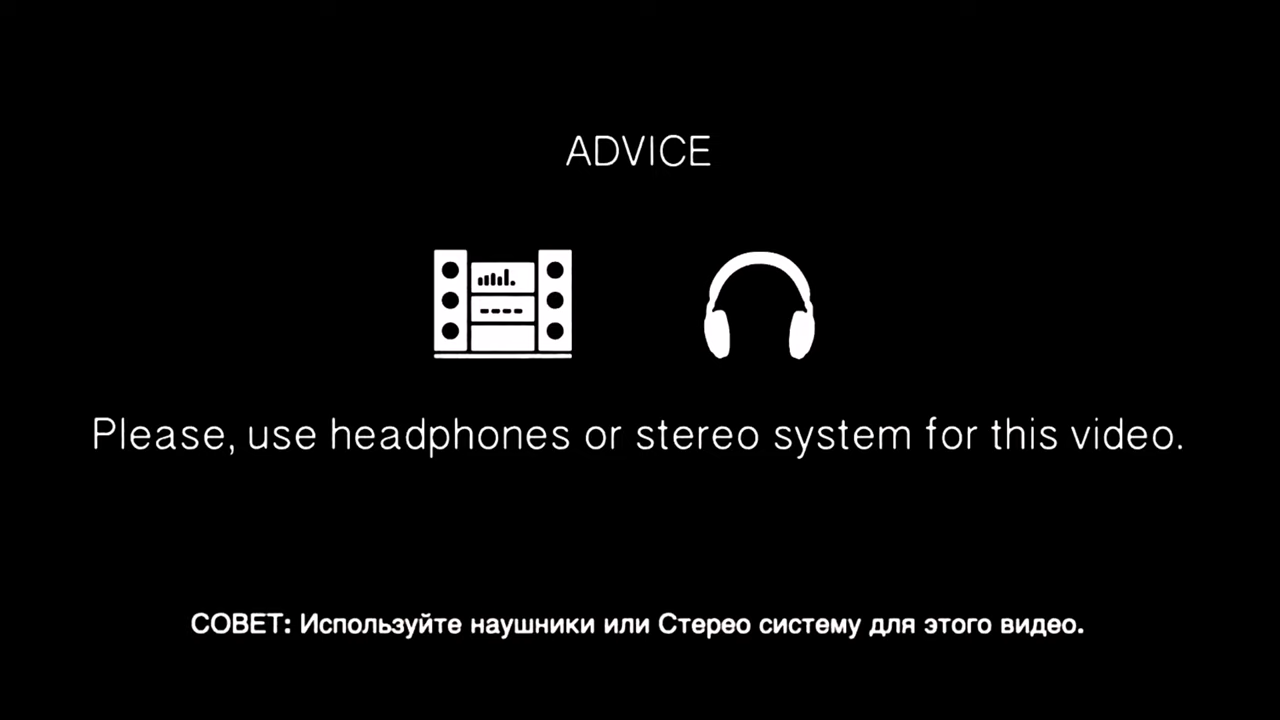 ADVICE
Please, use headphones or stereo system for this video.
СОВЕТ: Используйте наушники или Стерео систему для этого видео.